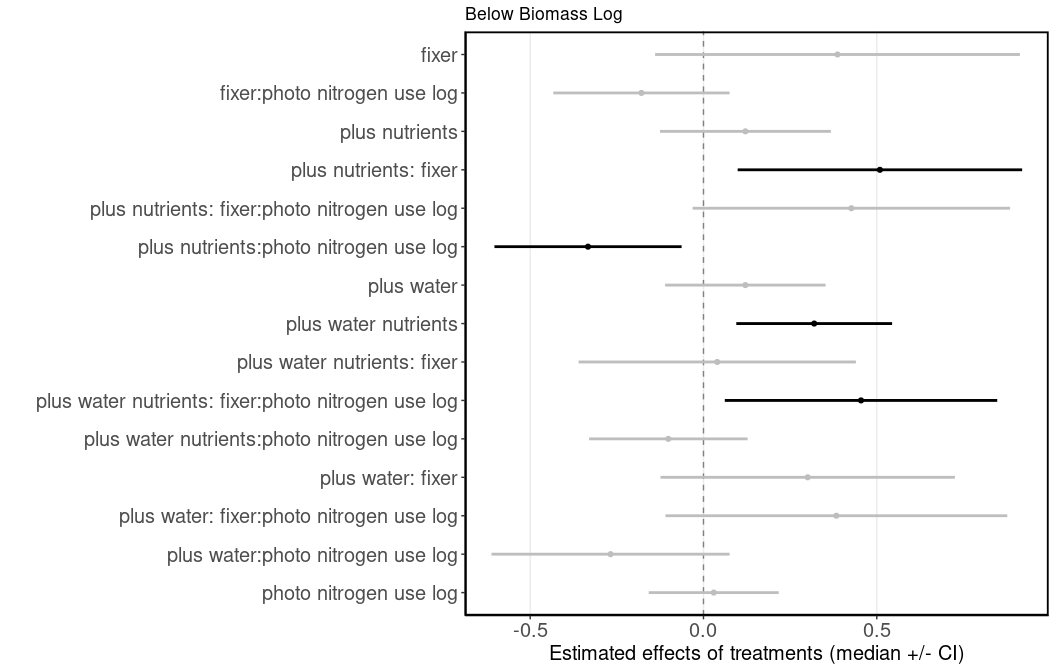 Below Biomass Log
fixer
fixer:photo nitrogen use log
plus nutrients
plus nutrients: fixer
plus nutrients: fixer:photo nitrogen use log
plus nutrients:photo nitrogen use log
plus water
plus water nutrients
plus water nutrients: fixer
plus water nutrients: fixer:photo nitrogen use log
plus water nutrients:photo nitrogen use log
plus water: fixer
plus water: fixer:photo nitrogen use log
plus water:photo nitrogen use log
photo nitrogen use log
-0.5 0.0 0.5
Estimated effects of treatments (median +/- CI)